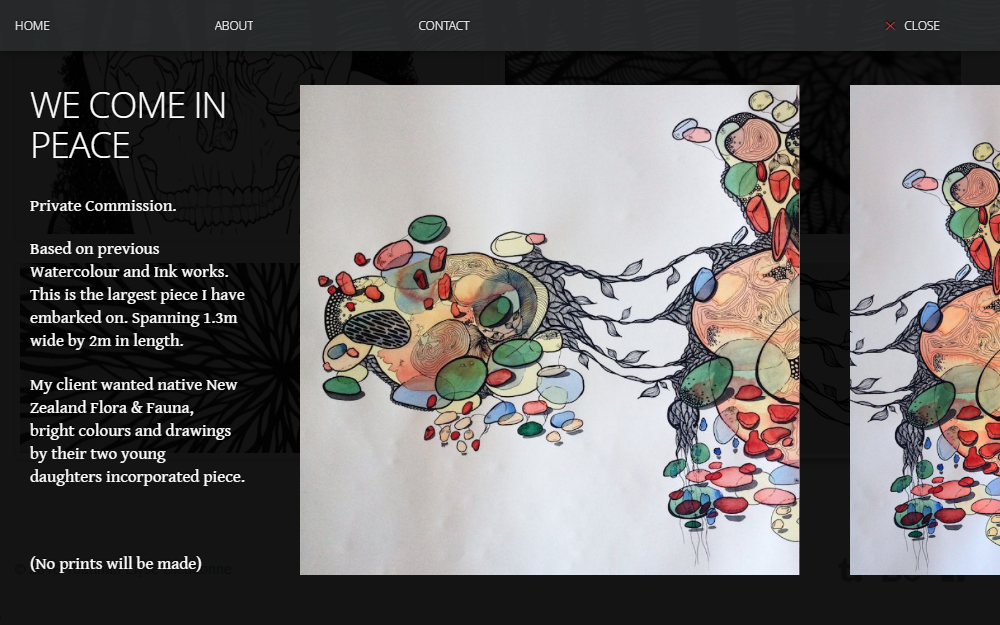 HOME
ABOUT
CONTACT
CLOSE
WE COME IN
PEACE
Private Commission.
Based on previous
Watercolour and Ink works.
This is the largest piece I have
embarked on. Spanning 1.3m
wide by 2m in length.
My client wanted native New
Zealand Flora & Fauna,
bright colours and drawings
by their two young
daughters incorporated piece.
(No prints will be made)